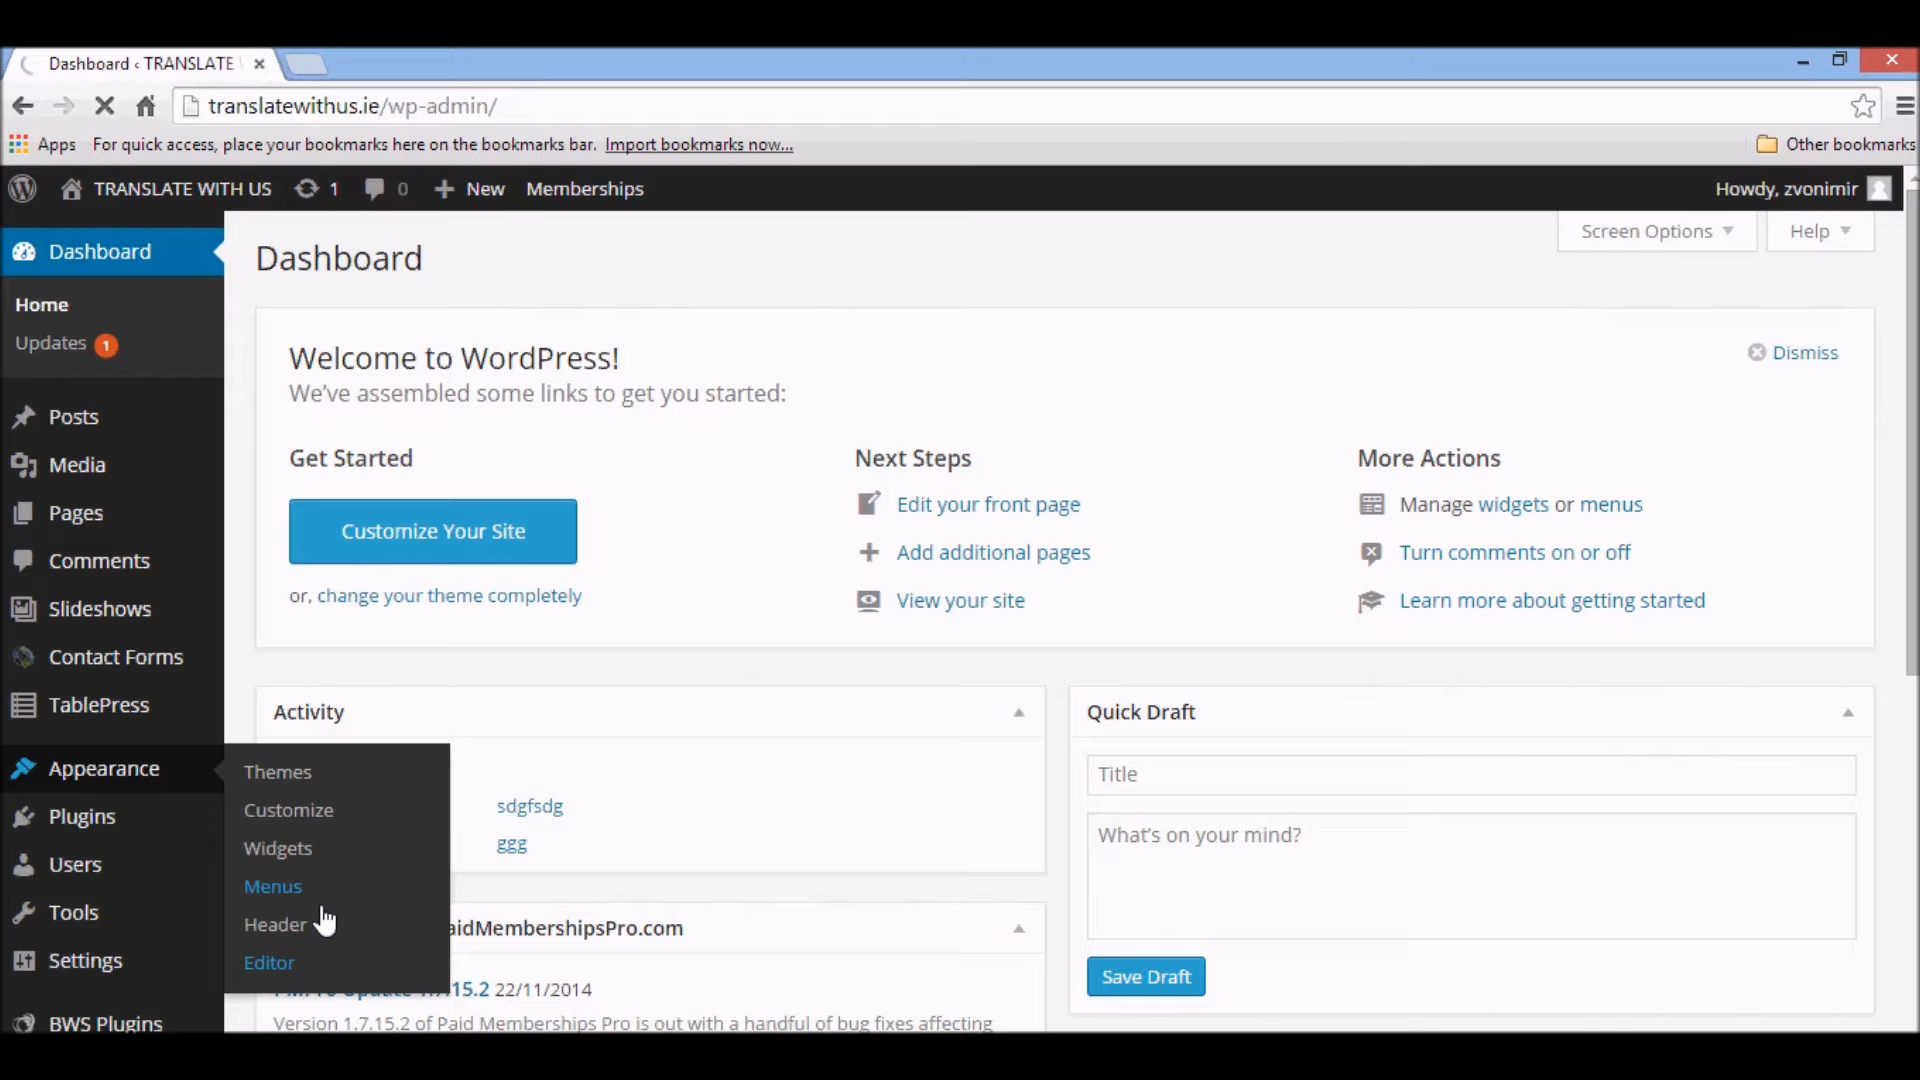 Dashboard ‹ TRANSLATE
translatewithus.ie/wp-admin/
Apps For quick access, place your bookmarks here on the bookmarks bar. Import bookmarks now... Other bookmarks
TRANSLATE WITH US 1 0 New Memberships Howdy, zvonimir
Screen Options Help
Dashboard
Home
Updates 1
Posts
Media
Pages
Comments
Slideshows
Contact Forms
TablePress
Appearance
Plugins
Users
Tools
Settings
BWS Plugins
Themes
Customize
Widgets
Menus
Header
Editor
Dashboard
Welcome to WordPress!
Dismiss
We've assembled some links to get you started:
Get Started
Customize Your Site
or, change your theme completely
Next Steps
Edit your front page
Add additional pages
View your site
More Actions
Manage widgets or menus
Turn comments on or off
Learn more about getting started
Activity
sdgfsdg
ggg
aidMembershipsPro.com
15.2 22/11/2014
Version 1.7.15.2 of Paid Memberships Pro is out with a handful of bug fixes affecting
Quick Draft
Title
What's on your mind?
Save Draft